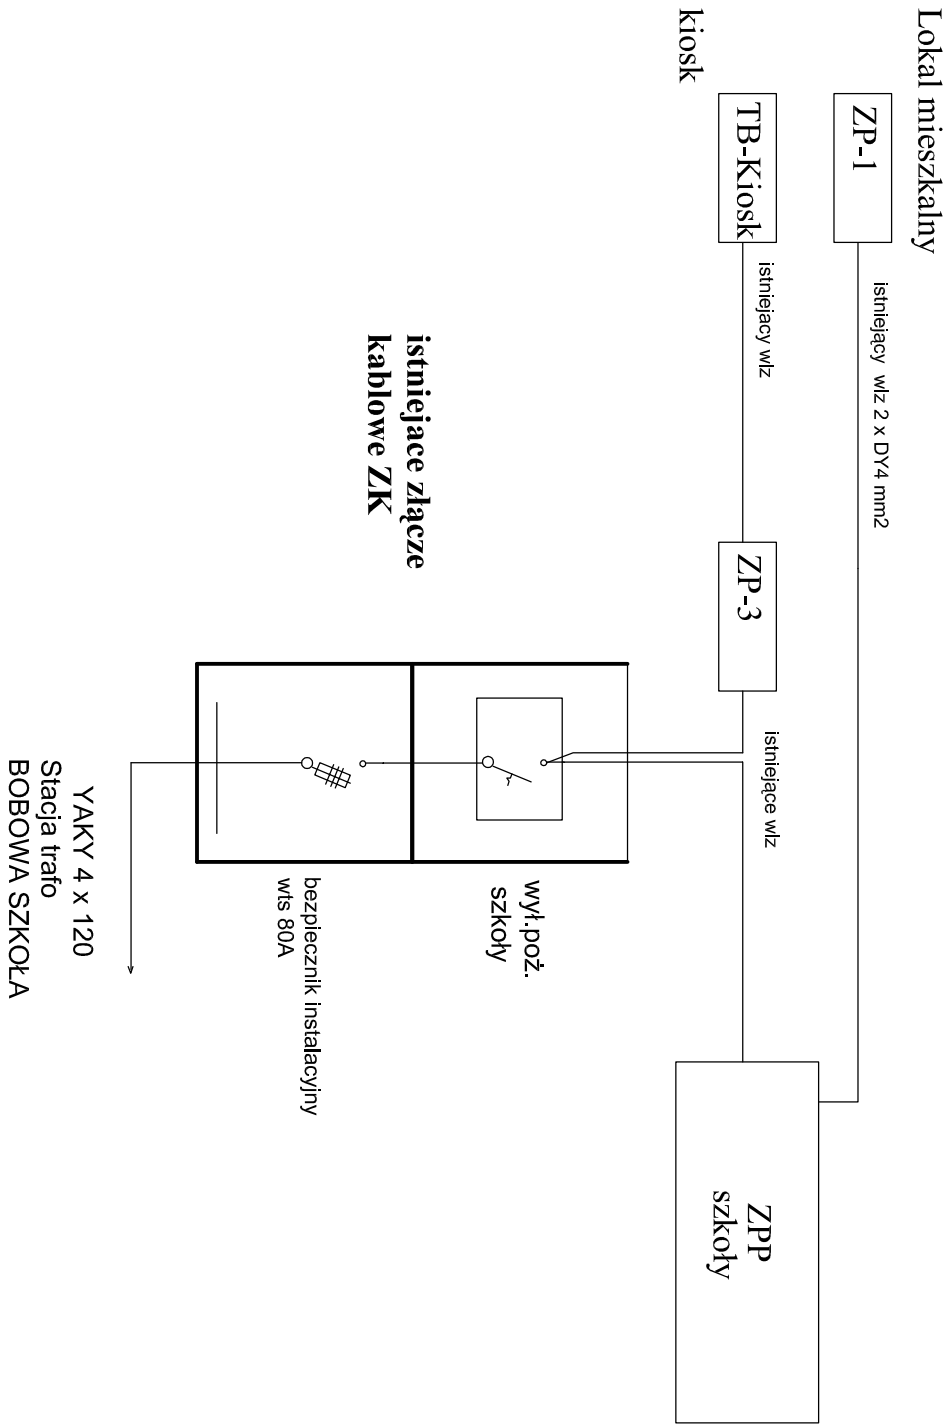 Lokal mieszkalny
ZP-1
istniejący wlz 2 x DY4 mm2
kiosk
TB-Kiosk
istniejacy wlz
ZP-3
istniejące wlz
ZPP
szkoły
istniejace złącze
kablowe ZK
wył.poż.
szkoły
bezpiecznik instalacyjny
wts 80A
YAKY 4 x 120
Stacja trafo
BOBOWA SZKOŁA